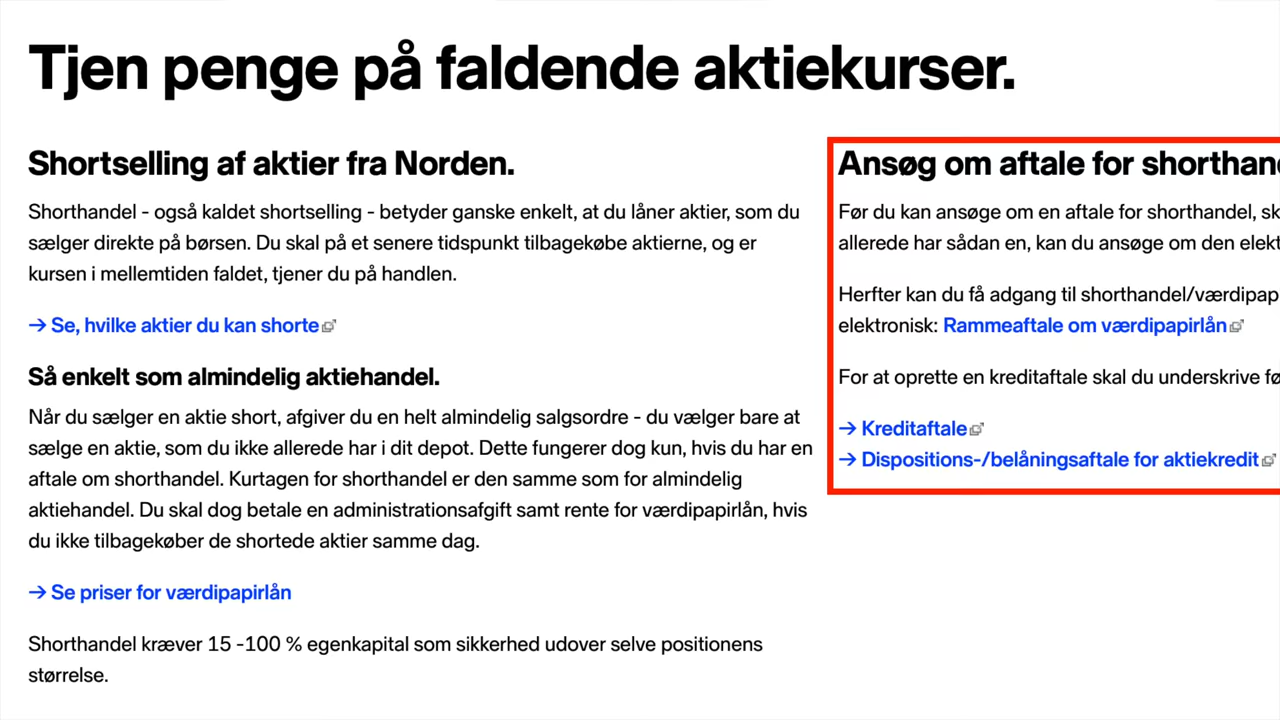 Tjen penge på faldende aktiekurser.
Shortselling af aktier fra Norden.
Shorthandel - også kaldet shortselling - betyder ganske enkelt, at du låner aktier, som du
sælger direkte på børsen. Du skal på et senere tidspunkt tilbagekøbe aktierne, og er
kursen i mellemtiden faldet, tjener du på handlen.
→ Se, hvilke aktier du kan shorte
Så enkelt som almindelig aktiehandel.
Når du sælger en aktie short, afgiver du en helt almindelig salgsordre - du vælger bare at
sælge en aktie, som du ikke allerede har i dit depot. Dette fungerer dog kun, hvis du har en
aftale om shorthandel. Kurtagen for shorthandel er den samme som for almindelig
aktiehandel. Du skal dog betale en administrationsafgift samt rente for værdipapirlån, hvis
du ikke tilbagekøber de shortede aktier samme dag.
→ Se priser for værdipapirlån
Shorthandel kræver 15 -100 % egenkapital som sikkerhed udover selve positionens
størrelse.
Ansøg om aftale for
Før du kan ansøge om en aftale for shorthandel,
allerede har sådan en, kan du ansøge om den
Herfter kan du få adgang til
elektronisk: Rammeaftale om værdipapirlån
For at oprette en kreditaftale skal du underskrive
→ Kreditaftale
→ Dispositions-/belåningsaftale for aktiekredit